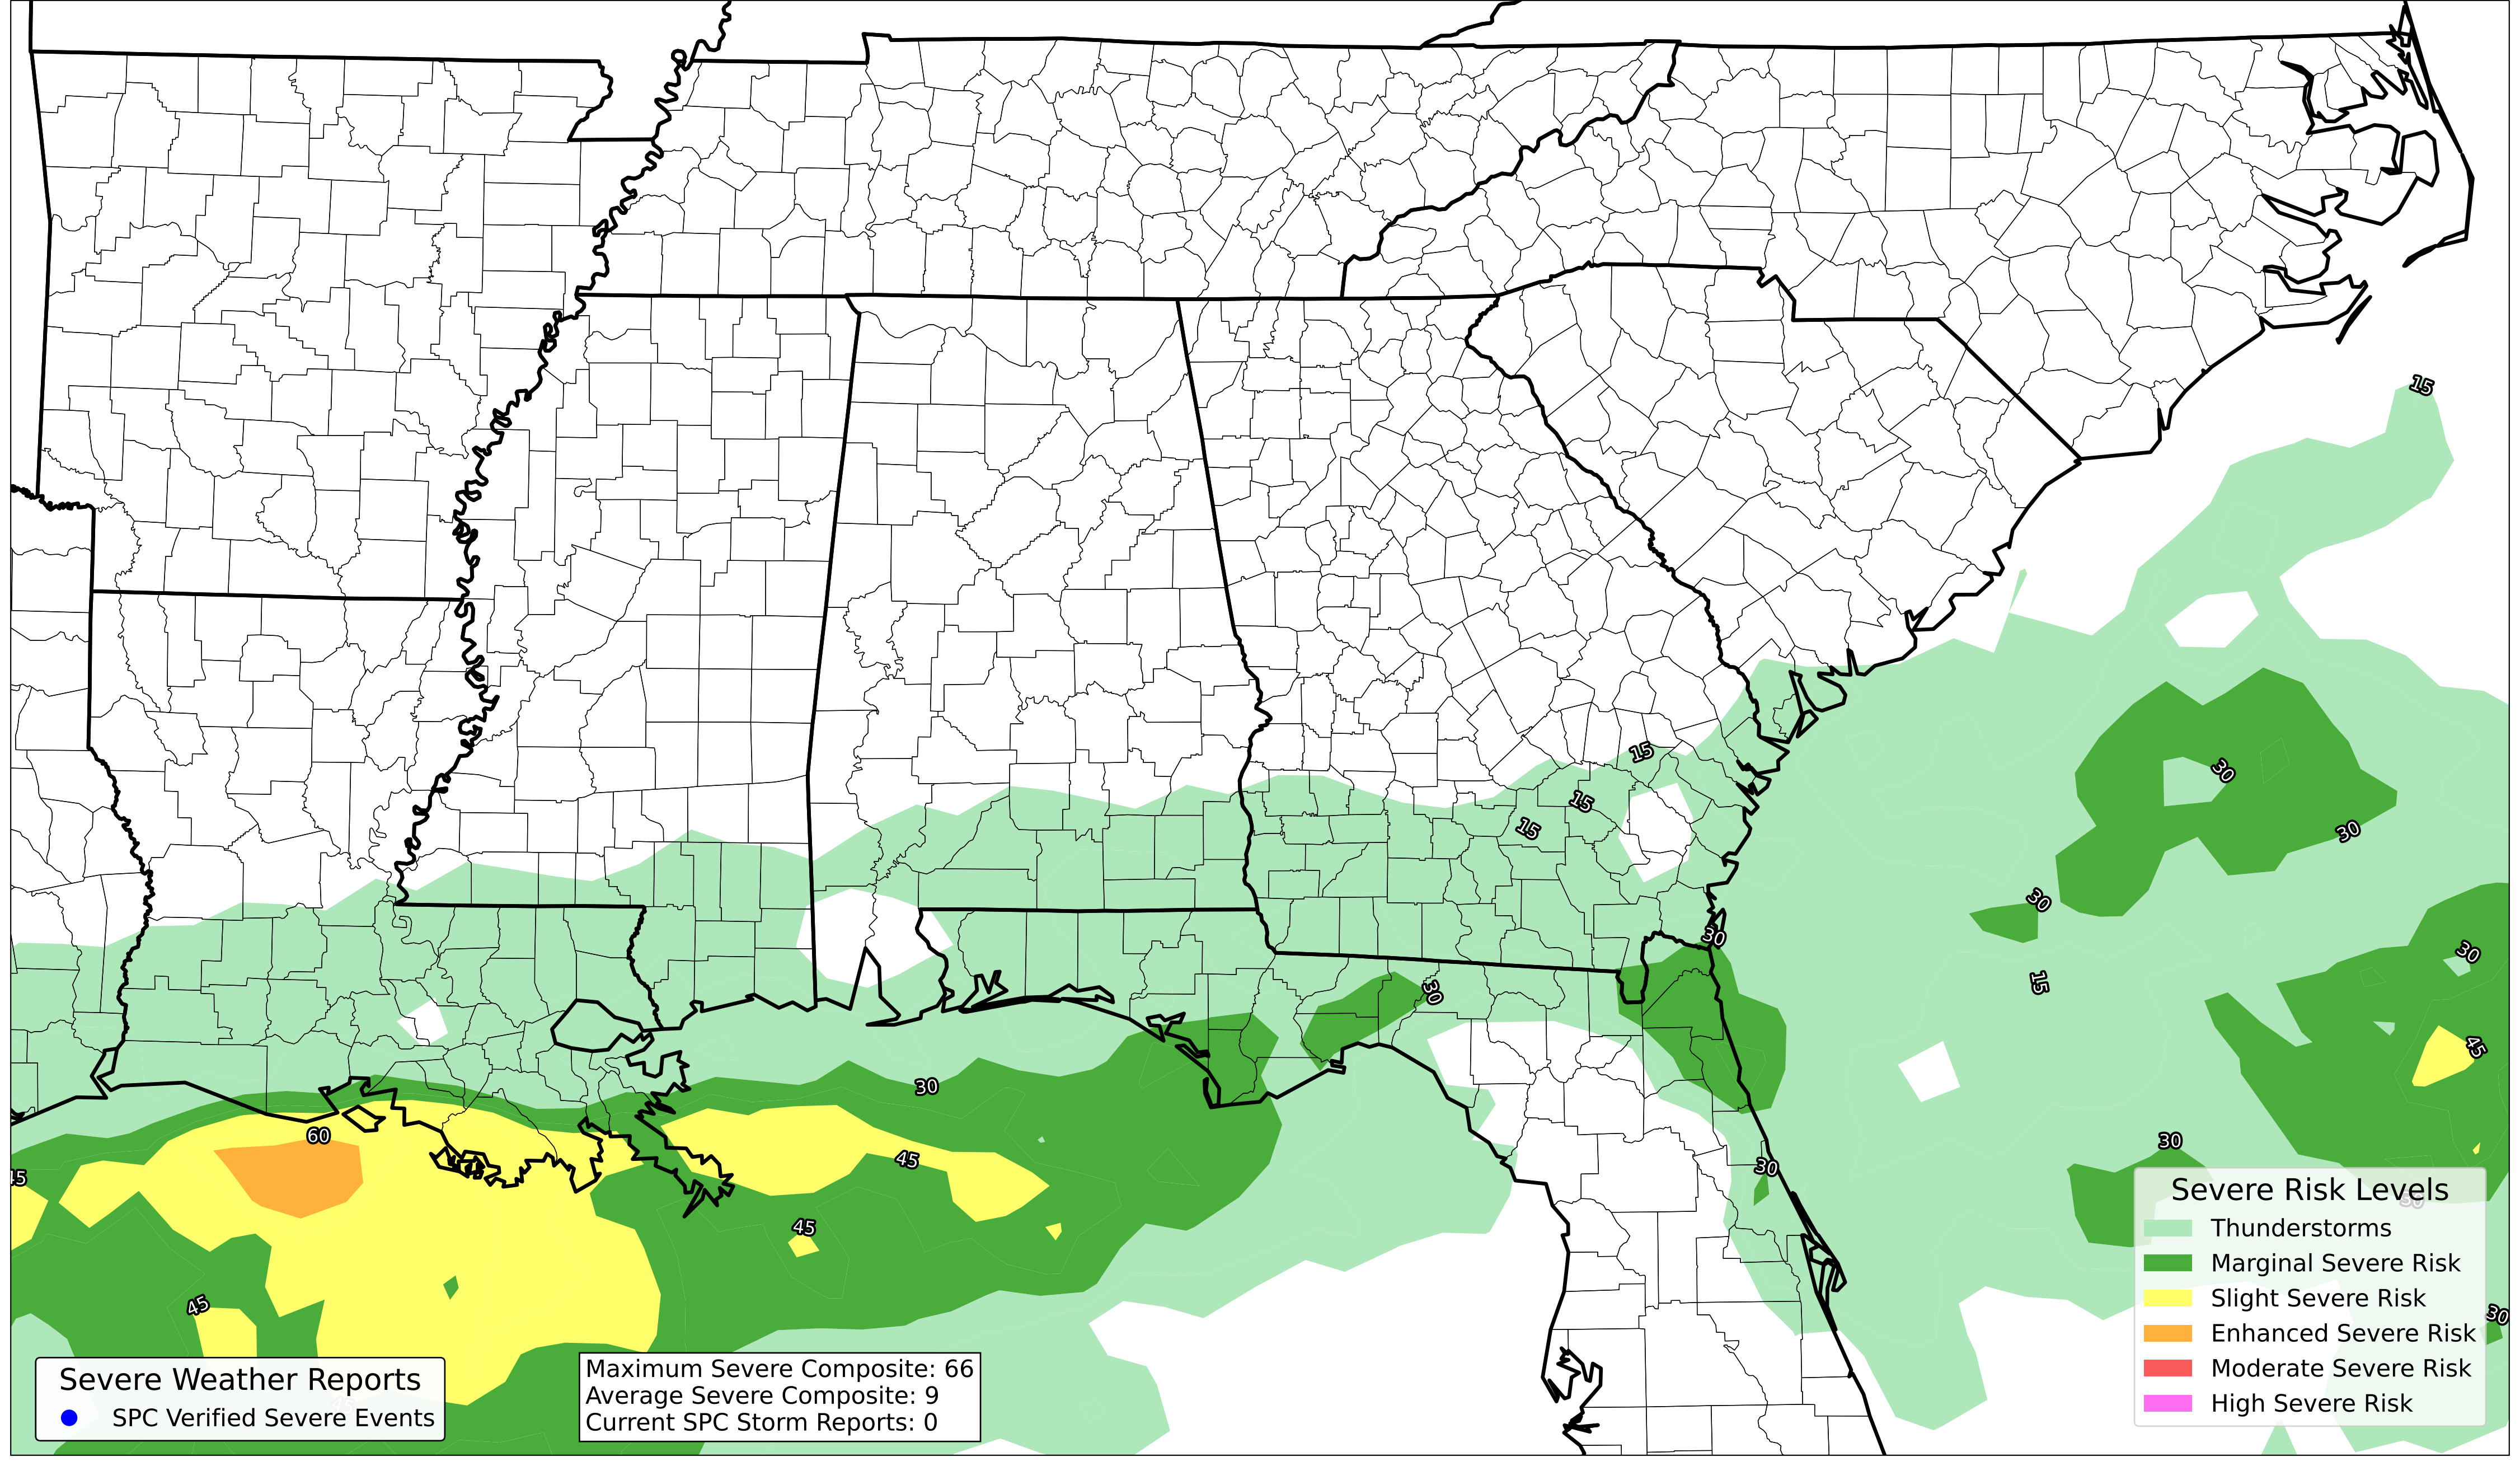 15
15
15
15
30
30
30
30
30
30
15
30
45
30
60
30
45
45
30
45
45
30
Severe Risk Levels
Thunderstorms
Marginal Severe Risk
Slight Severe Risk
Enhanced Severe Risk
Moderate Severe Risk
High Severe Risk
Severe Weather Reports
SPC Verified Severe Events
Maximum Severe Composite: 66
Average Severe Composite: 9
Current SPC Storm Reports: 0